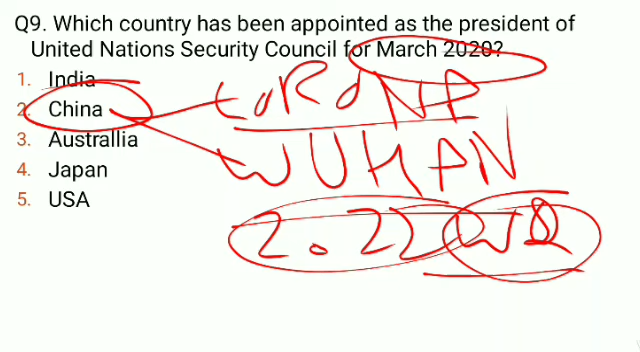 Q9. Which country has been appointed as the president of
United Nations Security Council for March 2020?
1. India
2. China
3. Australlia
4. Japan
5. USA
CORONA
WUHAN
2.22